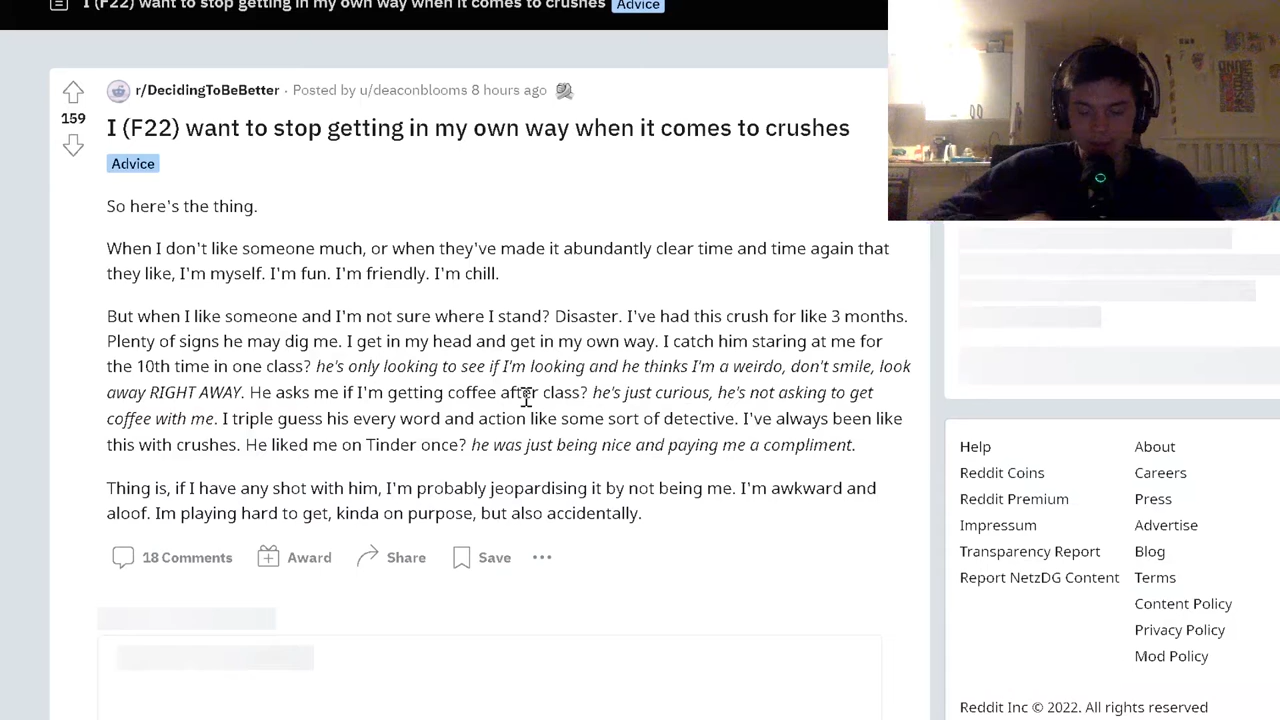 I (F22) want to stop getting in my own way when it comes to crushes Advice
r/DecidingToBeBetter · Posted by u/deaconblooms 8 hours ago
159
I (F22) want to stop getting in my own way when it comes to crushes
Advice
So here's the thing.
When I don't like someone much, or when they've made it abundantly clear time and time again that
they like, I'm myself. I'm fun. I'm friendly. I'm chill.
But when I like someone and I'm not sure where I stand? Disaster. I've had this crush for like 3 months.
Plenty of signs he may dig me. I get in my head and get in my own way. I catch him staring at me for
the 10th time in one class? he's only looking to see if I'm looking and he thinks I'm a weirdo, don't smile, look
away RIGHT AWAY. He asks me if I'm getting coffee after class? he's just curious, he's not asking to get
coffee with me. I triple guess his every word and action like some sort of detective. I've always been like
this with crushes. He liked me on Tinder once? he was just being nice and paying me a compliment.
Thing is, if I have any shot with him, I'm probably jeopardising it by not being me. I'm awkward and
aloof. Im playing hard to get, kinda on purpose, but also accidentally.
18 Comments Award Share Save
Help About
Reddit Coins Careers
Reddit Premium Press
Impressum Advertise
Transparency Report Blog
Report NetzDG Content Terms
Content Policy
Privacy Policy
Mod Policy
Reddit Inc © 2022. All rights reserved